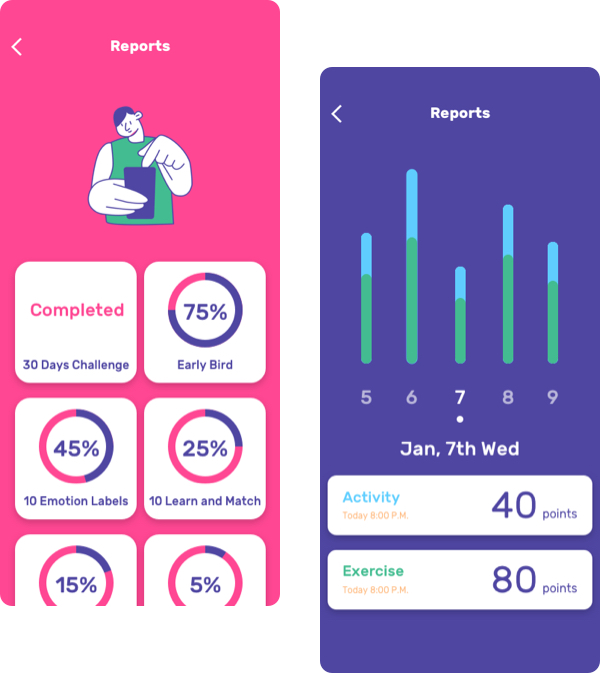 Reports
Completed
30 Days Challenge
75%
Early Bird
45%
10 Emotion Labels
25%
10 Learn and Match
15%
5%
Reports
5 6 7 8 9
Jan, 7th Wed
Activity
Today 8:00 P.M.
40 points
Exercise
Today 8:00 P.M.
80 points